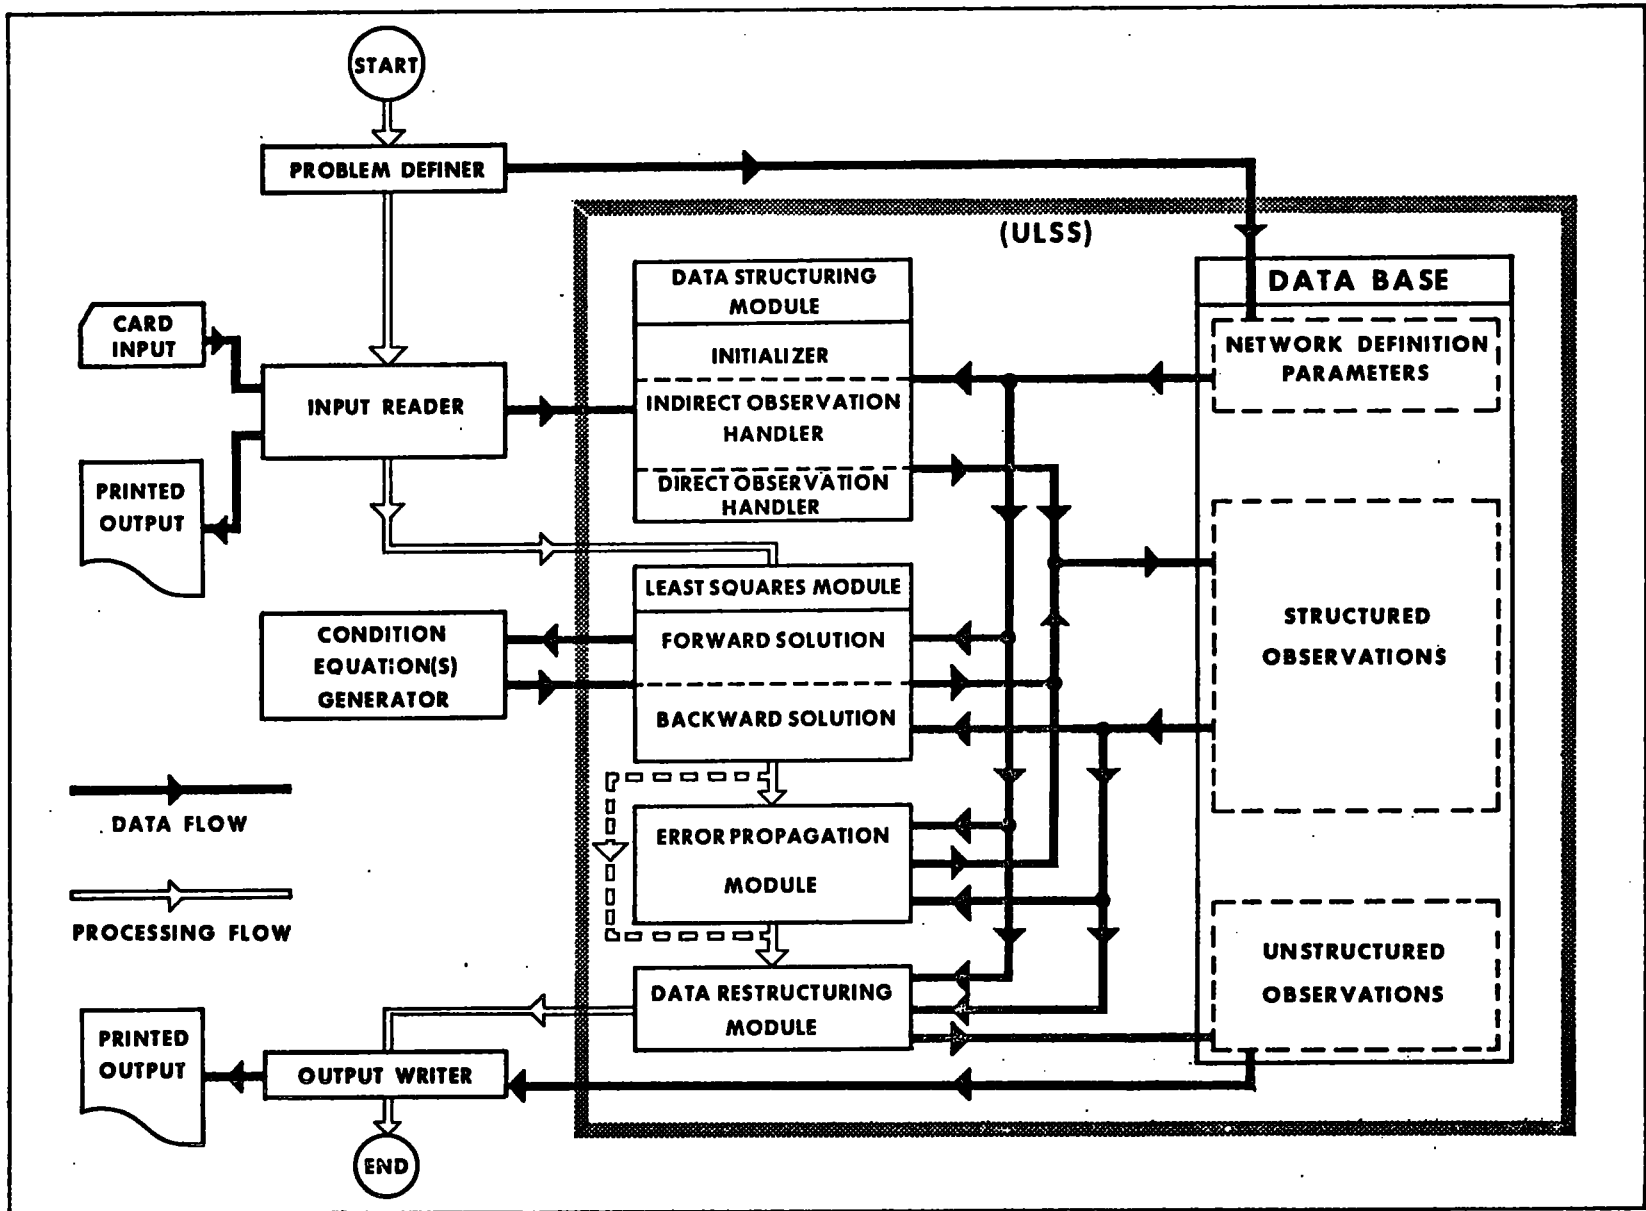 START
PROBLEM DEFINER
(ULSS)
DATA STRUCTURING
MODULE
INITIALIZER
INDIRECT OBSERVATION
HANDLER
DIRECT OBSERVATION
HANDLER
DATA BASE
NETWORK DEFINITION
PARAMETERS
CARD
INPUT
INPUT READER
PRINTED
OUTPUT
LEAST SQUARES MODULE
FORWARD SOLUTION
BACKWARD SOLUTION
STRUCTURED
OBSERVATIONS
CONDITION
EQUATION(S)
GENERATOR
DATA FLOW
PROCESSING FLOW
ERROR PROPAGATION
MODULE
UNSTRUCTURED
OBSERVATIONS
DATA RESTRUCTURING
MODULE
PRINTED
OUTPUT
OUTPUT WRITER
END